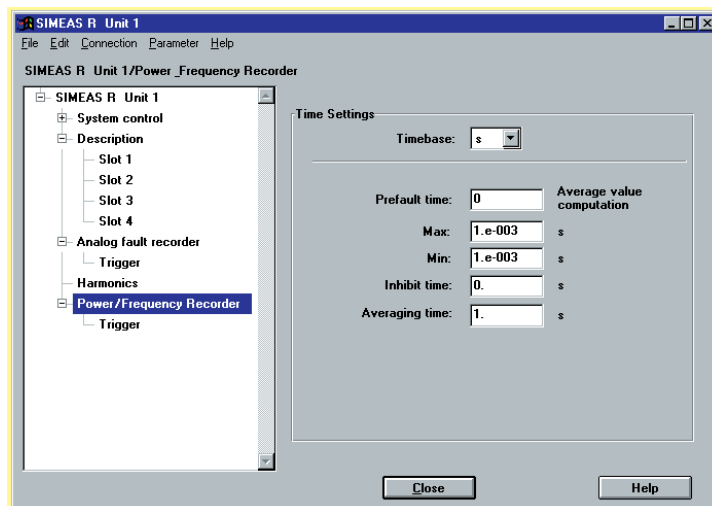 SIMEAS R Unit 1
File Edit Connection Parameter Help
SIMEAS R Unit 1/Power_Frequency Recorder
SIMEAS R Unit 1
System control
Description
Slot 1
Slot 2
Slot 3
Slot 4
Analog fault recorder
Trigger
Harmonics
Power/Frequency Recorder
Trigger
Time Settings
Timebase: s
Prefault time: 0 Average value
computation
Max: 1.e-003 s
Min: 1.e-003 s
Inhibit time: 0. s
Averaging time: 1. s
Close Help